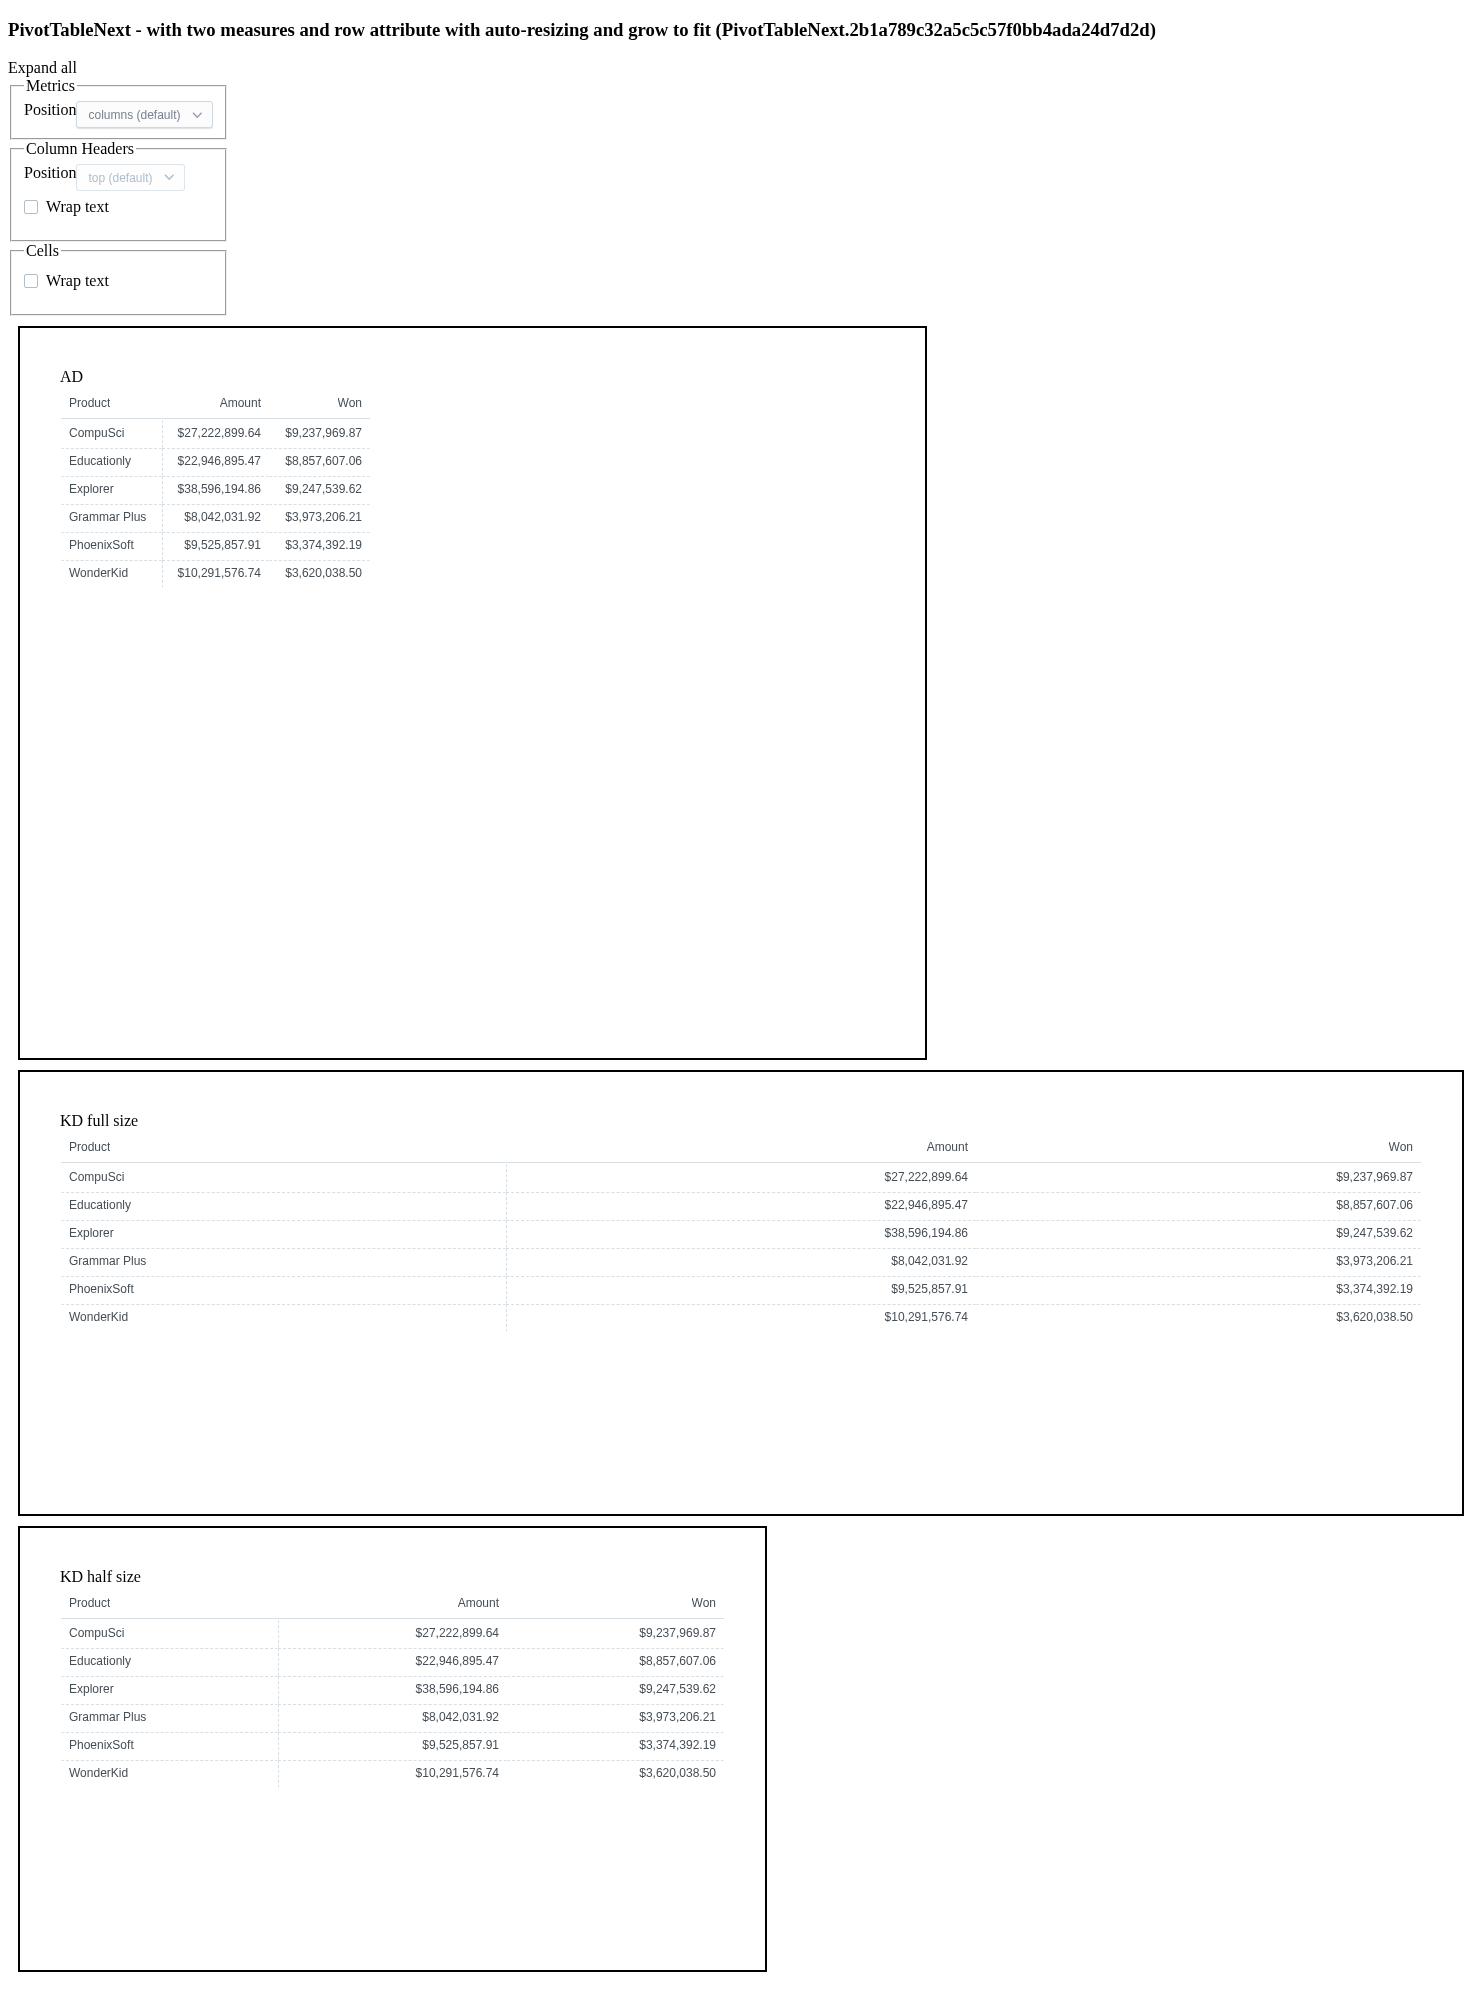 PivotTableNext - with two measures and row attribute with auto-resizing and grow to fit (PivotTableNext.2b1a789c32a5c5c57f0bb4ada24d7d2d)
Expand all
Metrics
Position columns (default)
Column Headers
Position top (default)
Wrap text
Cells
Wrap text
AD
Product Amount Won
CompuSci $27,222,899.64 $9,237,969.87
Educationly $22,946,895.47 $8,857,607.06
Explorer $38,596,194.86 $9,247,539.62
Grammar Plus $8,042,031.92 $3,973,206.21
PhoenixSoft $9,525,857.91 $3,374,392.19
WonderKid $10,291,576.74 $3,620,038.50
KD full size
Product Amount Won
CompuSci $27,222,899.64 $9,237,969.87
Educationly $22,946,895.47 $8,857,607.06
Explorer $38,596,194.86 $9,247,539.62
Grammar Plus $8,042,031.92 $3,973,206.21
PhoenixSoft $9,525,857.91 $3,374,392.19
WonderKid $10,291,576.74 $3,620,038.50
KD half size
Product Amount Won
CompuSci $27,222,899.64 $9,237,969.87
Educationly $22,946,895.47 $8,857,607.06
Explorer $38,596,194.86 $9,247,539.62
Grammar Plus $8,042,031.92 $3,973,206.21
PhoenixSoft $9,525,857.91 $3,374,392.19
WonderKid $10,291,576.74 $3,620,038.50